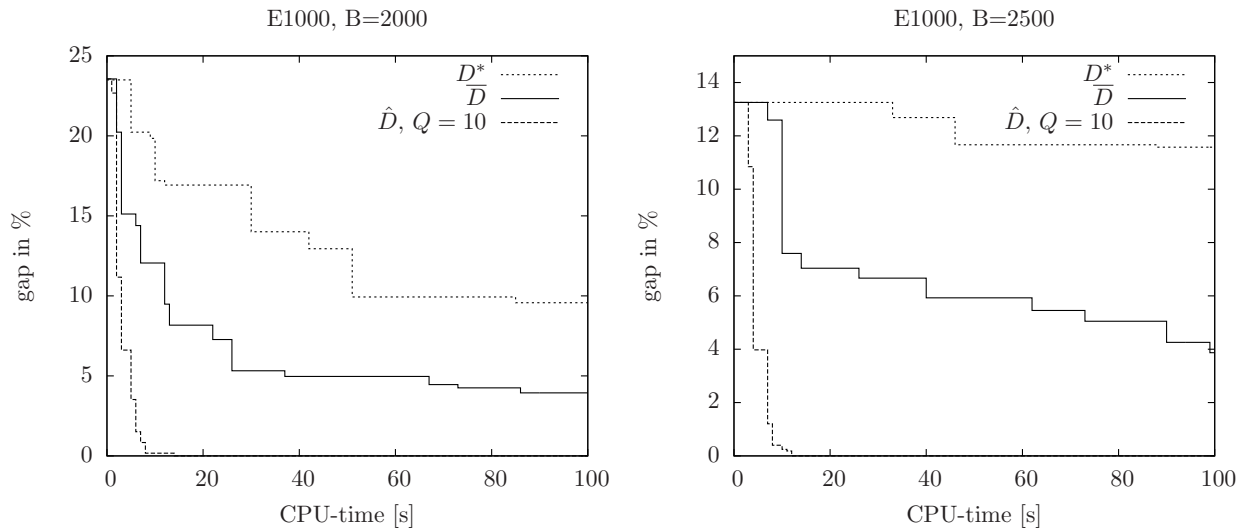 E1000, B=2000
25
20
15
10
5
0
gap in %
0 20 40 60 80 100
CPU-time [s]
D*
D̅
D̂, Q = 10
E1000, B=2500
14
12
10
8
6
4
2
0
gap in %
0 20 40 60 80 100
CPU-time [s]
D*
D̅
D̂, Q = 10